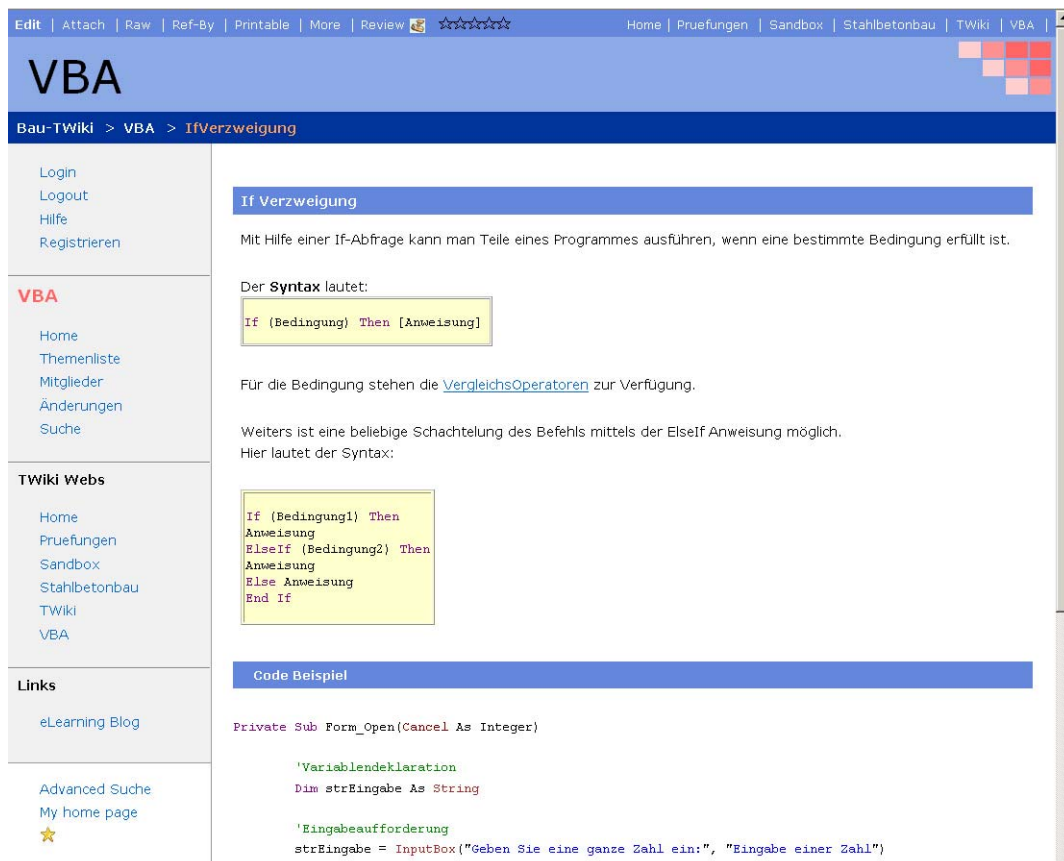 Edit | Attach | Raw | Ref-By | Printable | More | Review
Home | Pruefungen | Sandbox | Stahlbetonbau | TWiki | VBA |
VBA
Bau-TWiki > VBA > IfVerzweigung
Login
Logout
Hilfe
Registrieren
VBA
Home
Themenliste
Mitglieder
Änderungen
Suche
TWiki Webs
Home
Pruefungen
Sandbox
Stahlbetonbau
TWiki
VBA
Links
eLearning Blog
Advanced Suche
My home page
If Verzweigung
Mit Hilfe einer If-Abfrage kann man Teile eines Programmes ausführen, wenn eine bestimmte Bedingung erfüllt ist.
Der Syntax lautet:
If (Bedingung) Then [Anweisung]
Für die Bedingung stehen die VergleichsOperatoren zur Verfügung.
Weiters ist eine beliebige Schachtelung des Befehls mittels der ElseIf Anweisung möglich.
Hier lautet der Syntax:
If (Bedingung1) Then
Anweisung
ElseIf (Bedingung2) Then
Anweisung
Else Anweisung
End If
Code Beispiel
Private Sub Form_Open(Cancel As Integer)
'Variablendeklaration
Dim strEingabe As String
'Eingabeaufforderung
strEingabe = InputBox("Geben Sie eine ganze Zahl ein:", "Eingabe einer Zahl")